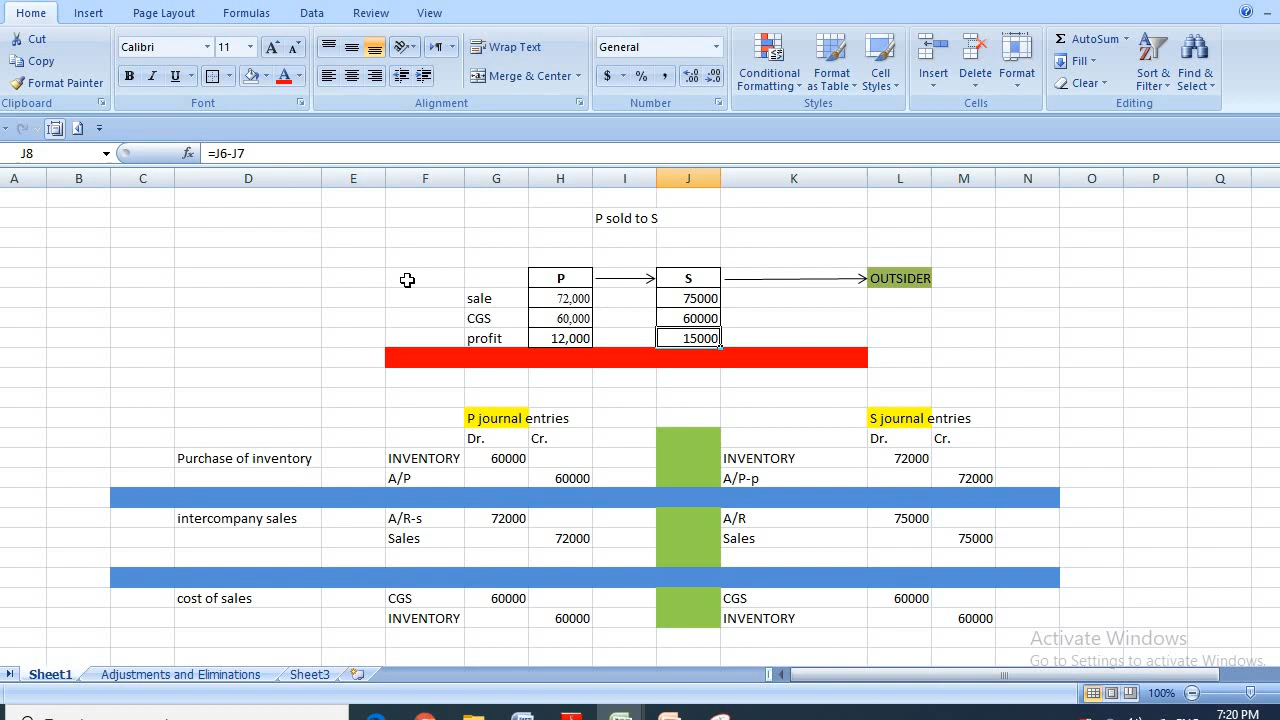 Home Insert Page Layout Formulas Data Review View
Cut Calibri 11 Wrap Text General AutoSum
Copy Conditional Format Cell Insert Delete Format Fill Sort & Find &
Format Painter Merge & Center $ % , Formatting as Table Styles Clear Filter Select
Clipboard Font Alignment Number Styles Cells Editing
J8 fx =J6-J7
A B C D E F G H I J K L M N O P Q
P sold to S
P S OUTSIDER
sale 72,000 75000
CGS 60,000 60000
profit 12,000 15000
P journal entries S journal entries
Dr. Cr. Dr. Cr.
Purchase of inventory INVENTORY 60000 INVENTORY 72000
A/P 60000 A/P-p 72000
intercompany sales A/R-s 72000 A/R 75000
Sales 72000 Sales 75000
cost of sales CGS 60000 CGS 60000
INVENTORY 60000 INVENTORY 60000
Activate Windows
Go to Settings to activate Windows.
Sheet1 Adjustments and Eliminations Sheet3
100%
7:20 PM